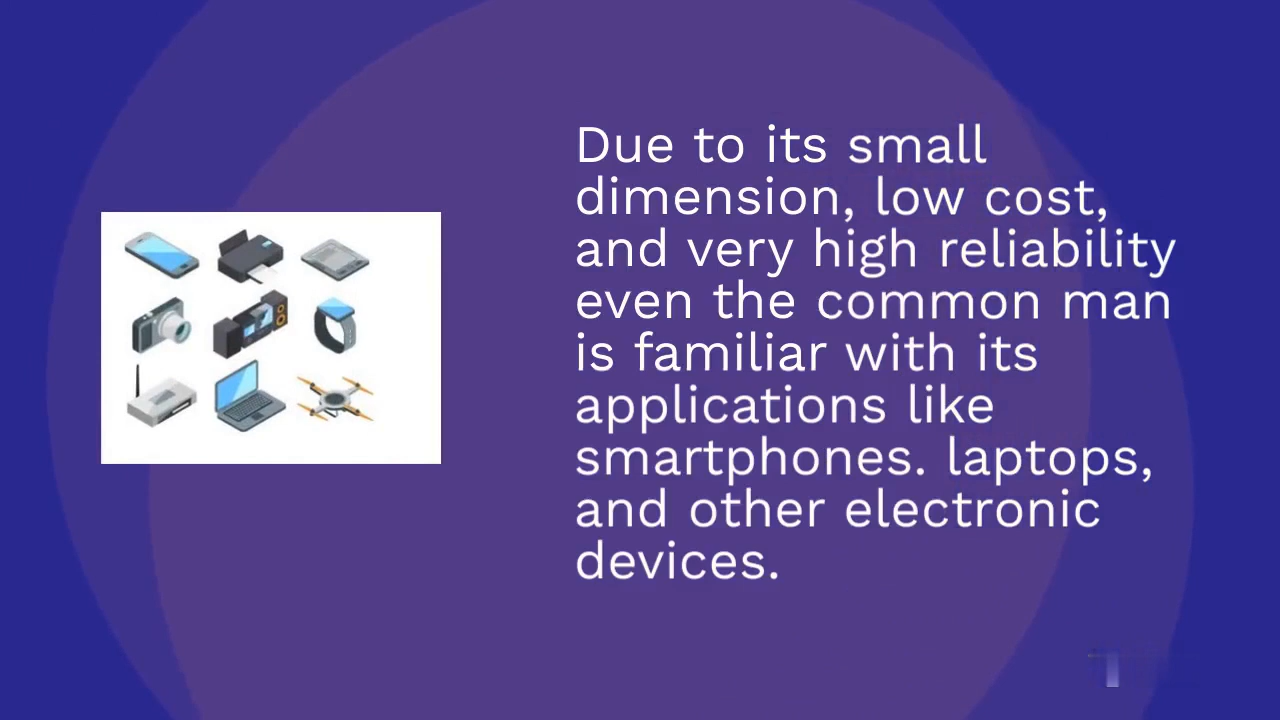 Due to its small
dimension, low cost,
and very high reliability
even the common man
is familiar with its
applications like
smartphones. laptops,
and other electronic
devices.